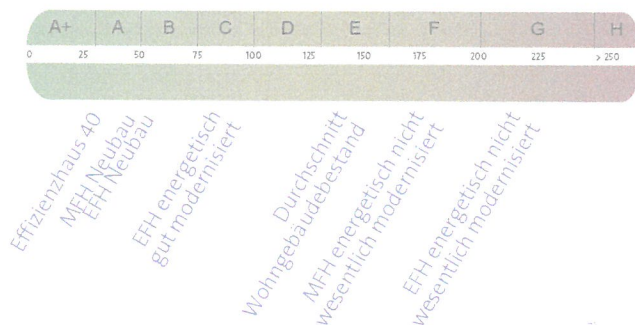 A+ A B C D E F G H
0 25 50 75 100 125 150 175 200 225 > 250
Effizienzhaus 40
MFH Neubau
EFH Neubau
EFH energetisch
gut modernisiert
Durchschnitt
Wohngebäudebestand
MFH energetisch nicht
wesentlich modernisiert
EFH energetisch nicht
wesentlich modernisiert